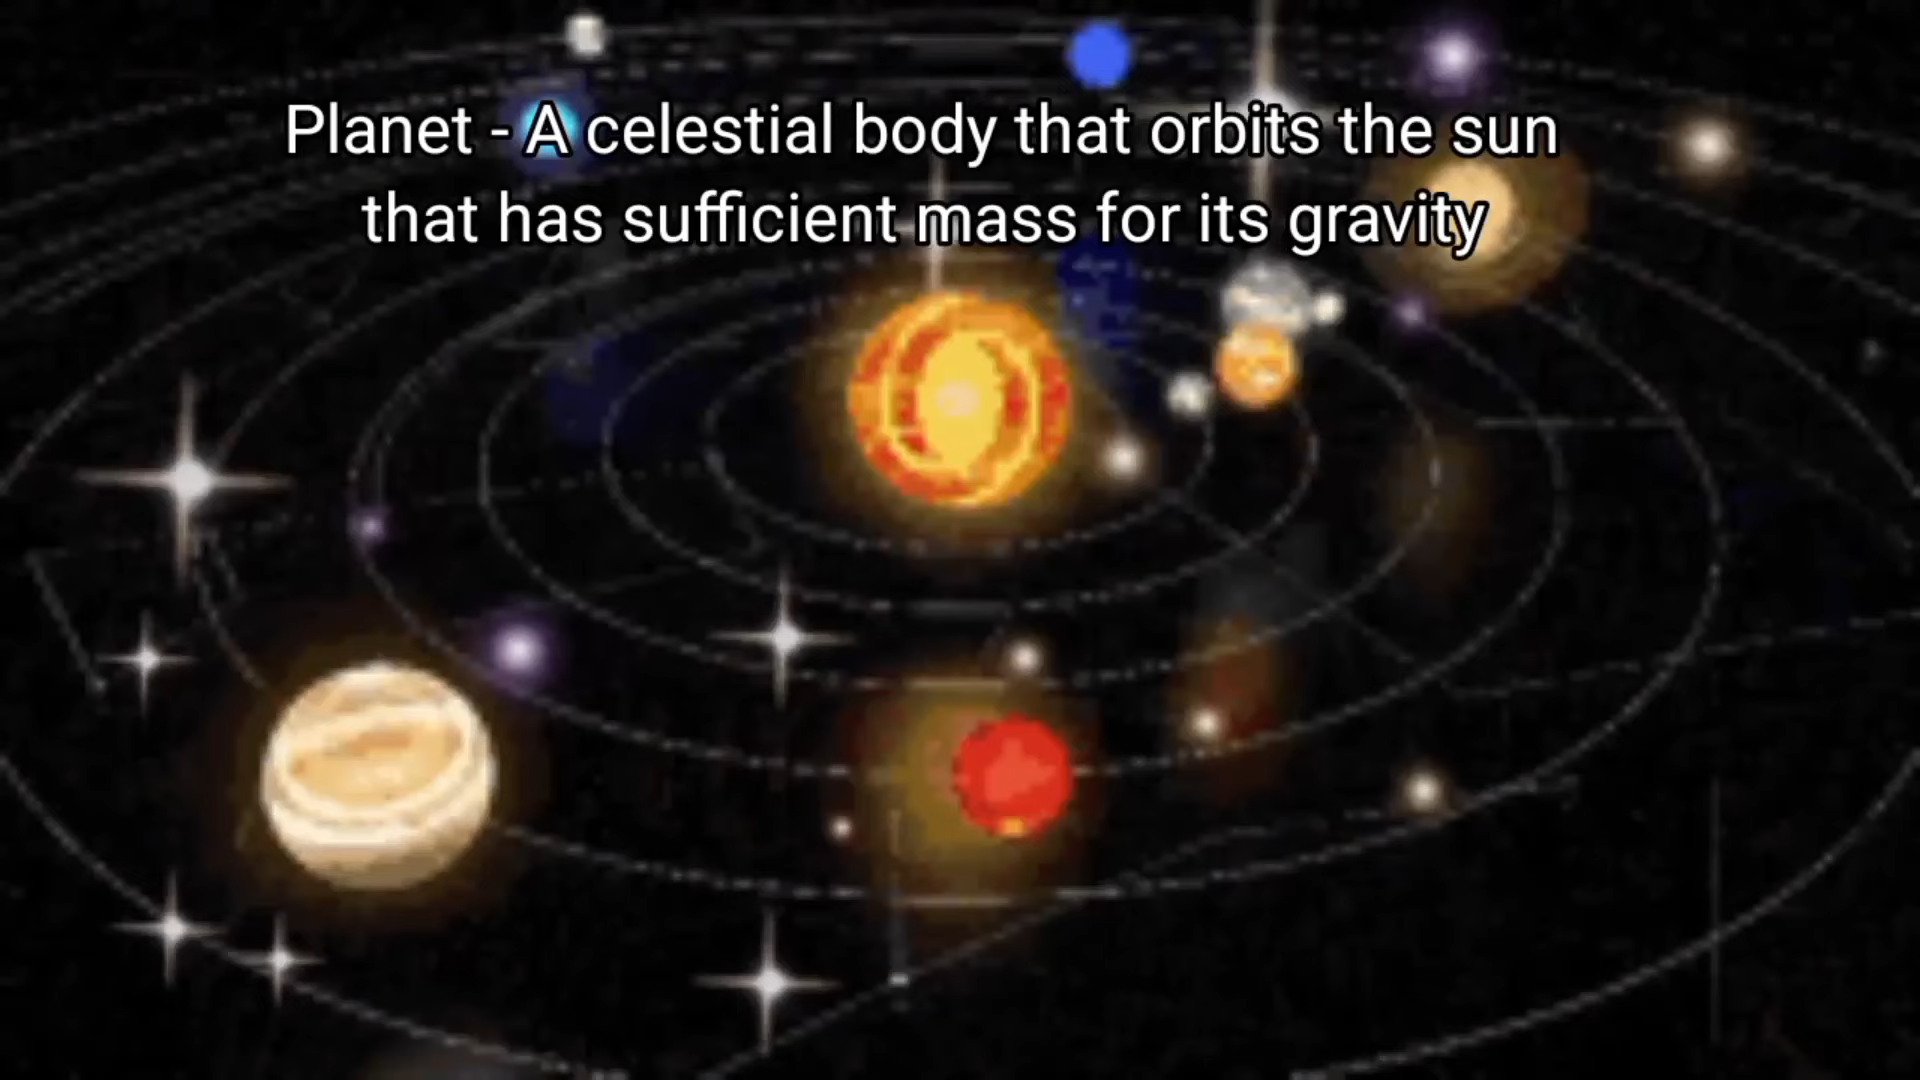 Planet - A celestial body that orbits the sun
that has sufficient mass for its gravity